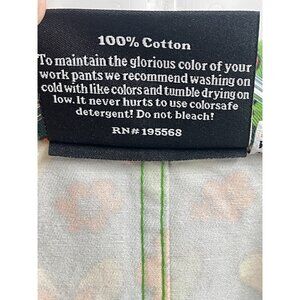 100% Cotton
To maintain the glorious color of your
work pants we recommend washing on
cold with like colors and tumble drying on
low. It never hurts to use colorsafe
detergent! Do not bleach!
RN# 195568